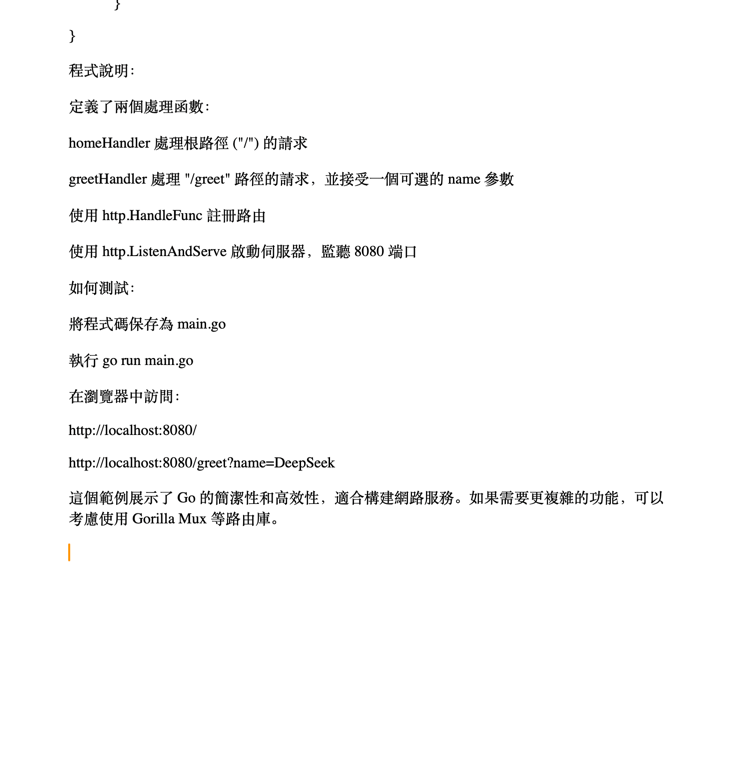 }
}
程式說明：
定義了兩個處理函數：
homeHandler 處理根路徑 ("/") 的請求
greetHandler 處理 "/greet" 路徑的請求，並接受一個可選的 name 參數
使用 http.HandleFunc 註冊路由
使用 http.ListenAndServe 啟動伺服器，監聽 8080 端口
如何測試：
將程式碼保存為 main.go
執行 go run main.go
在瀏覽器中訪問：
http://localhost:8080/
http://localhost:8080/greet?name=DeepSeek
這個範例展示了 Go 的簡潔性和高效性，適合構建網路服務。如果需要更複雜的功能，可以
考慮使用 Gorilla Mux 等路由庫。